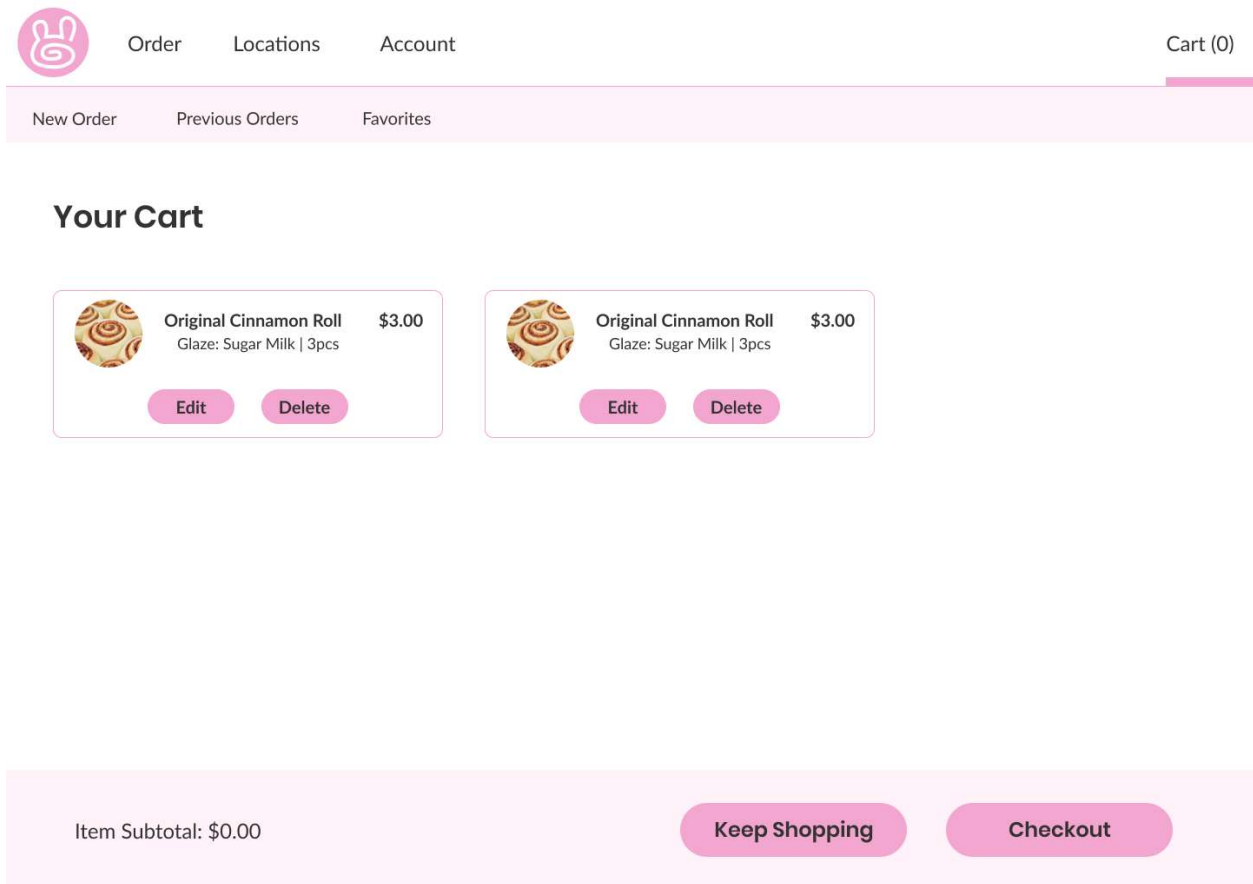 Order Locations Account Cart (0)
New Order Previous Orders Favorites
Your Cart
Original Cinnamon Roll $3.00
Glaze: Sugar Milk | 3pcs
Edit Delete
Original Cinnamon Roll $3.00
Glaze: Sugar Milk | 3pcs
Edit Delete
Item Subtotal: $0.00 Keep Shopping Checkout